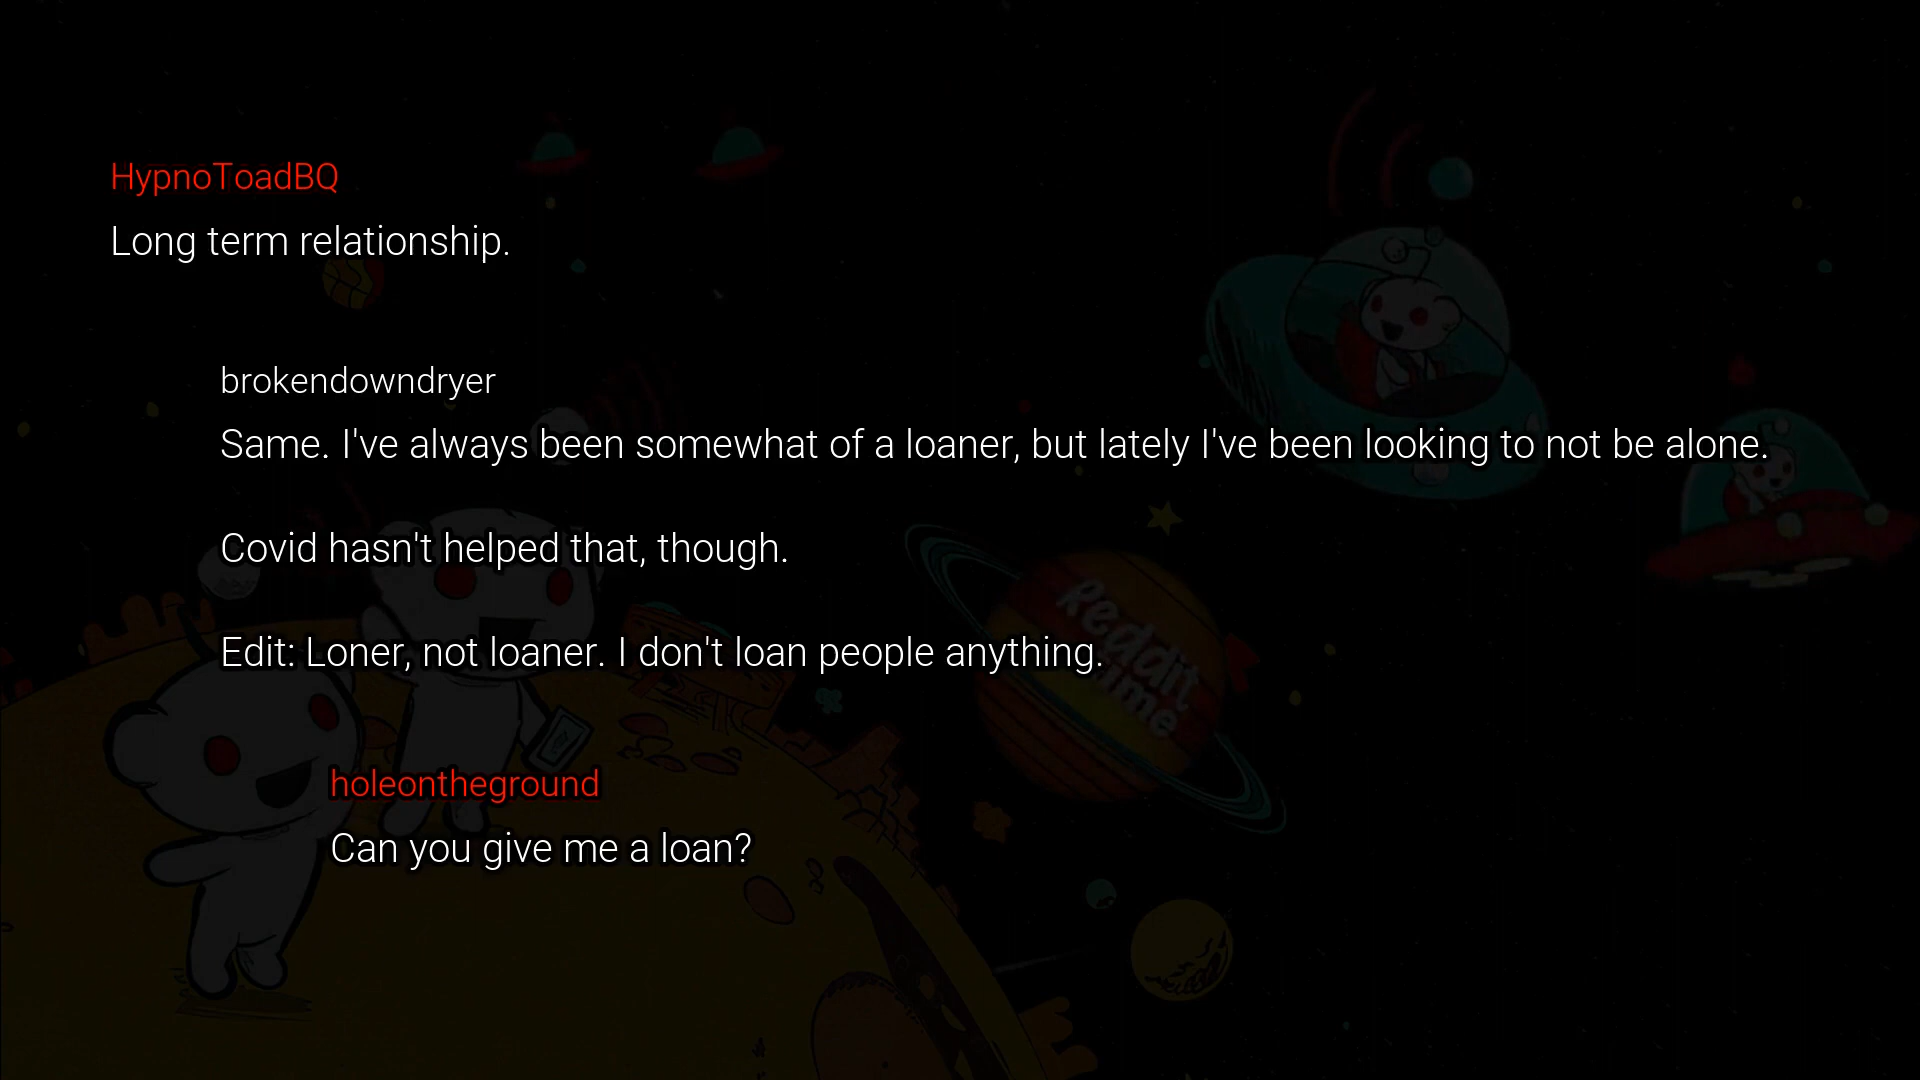 HypnoToadBQ
Long term relationship.
brokendowndryer
Same. I've always been somewhat of a loaner, but lately I've been looking to not be alone.
Covid hasn't helped that, though.
Edit: Loner, not loaner. I don't loan people anything.
Reddit
Time
holeontheground
Can you give me a loan?